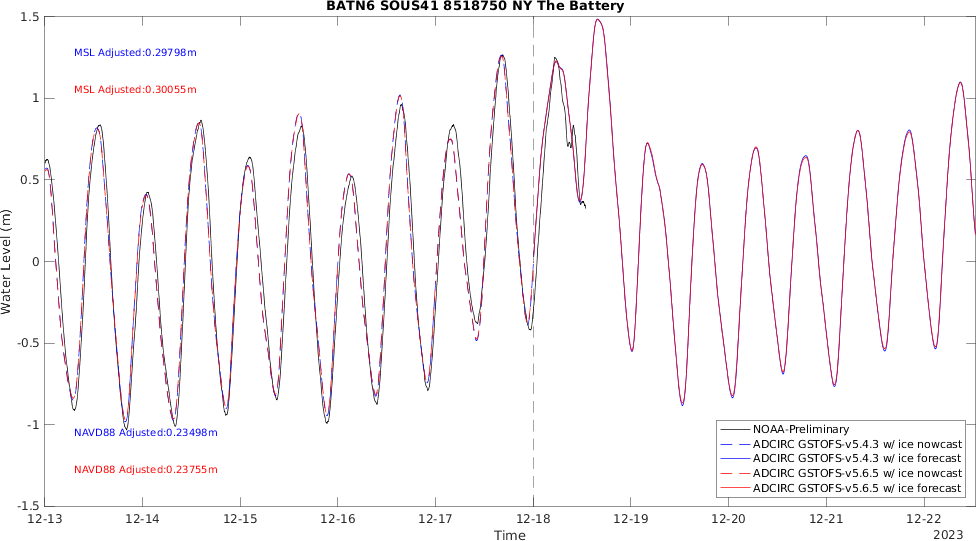 BATN6 SOUS41 8518750 NY The Battery
1.5
1
0.5
0
-0.5
-1
-1.5
Water Level (m)
MSL Adjusted:0.29798m
MSL Adjusted:0.30055m
NAVD88 Adjusted:0.23498m
NAVD88 Adjusted:0.23755m
NOAA-Preliminary
ADCIRC GSTOFS-v5.4.3 w/ ice nowcast
ADCIRC GSTOFS-v5.4.3 w/ ice forecast
ADCIRC GSTOFS-v5.6.5 w/ ice nowcast
ADCIRC GSTOFS-v5.6.5 w/ ice forecast
12-13 12-14 12-15 12-16 12-17 12-18 12-19 12-20 12-21 12-22
Time
2023